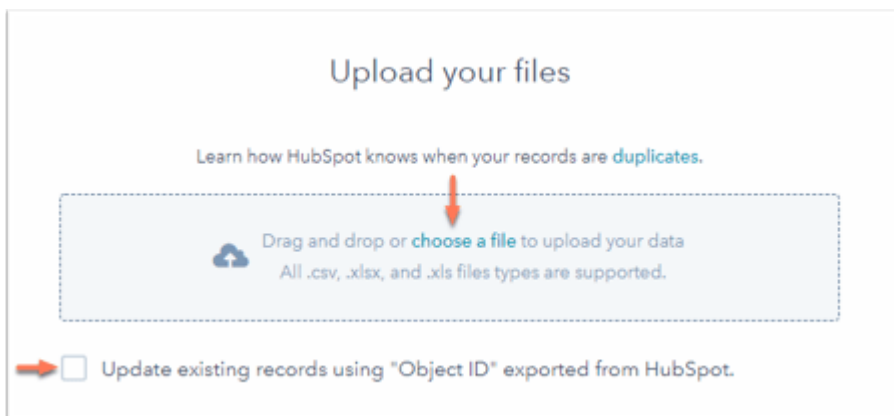 Upload your files
Learn how HubSpot knows when your records are duplicates.
Drag and drop or choose a file to upload your data
All .csv, .xlsx, and .xls files types are supported.
Update existing records using "Object ID" exported from HubSpot.